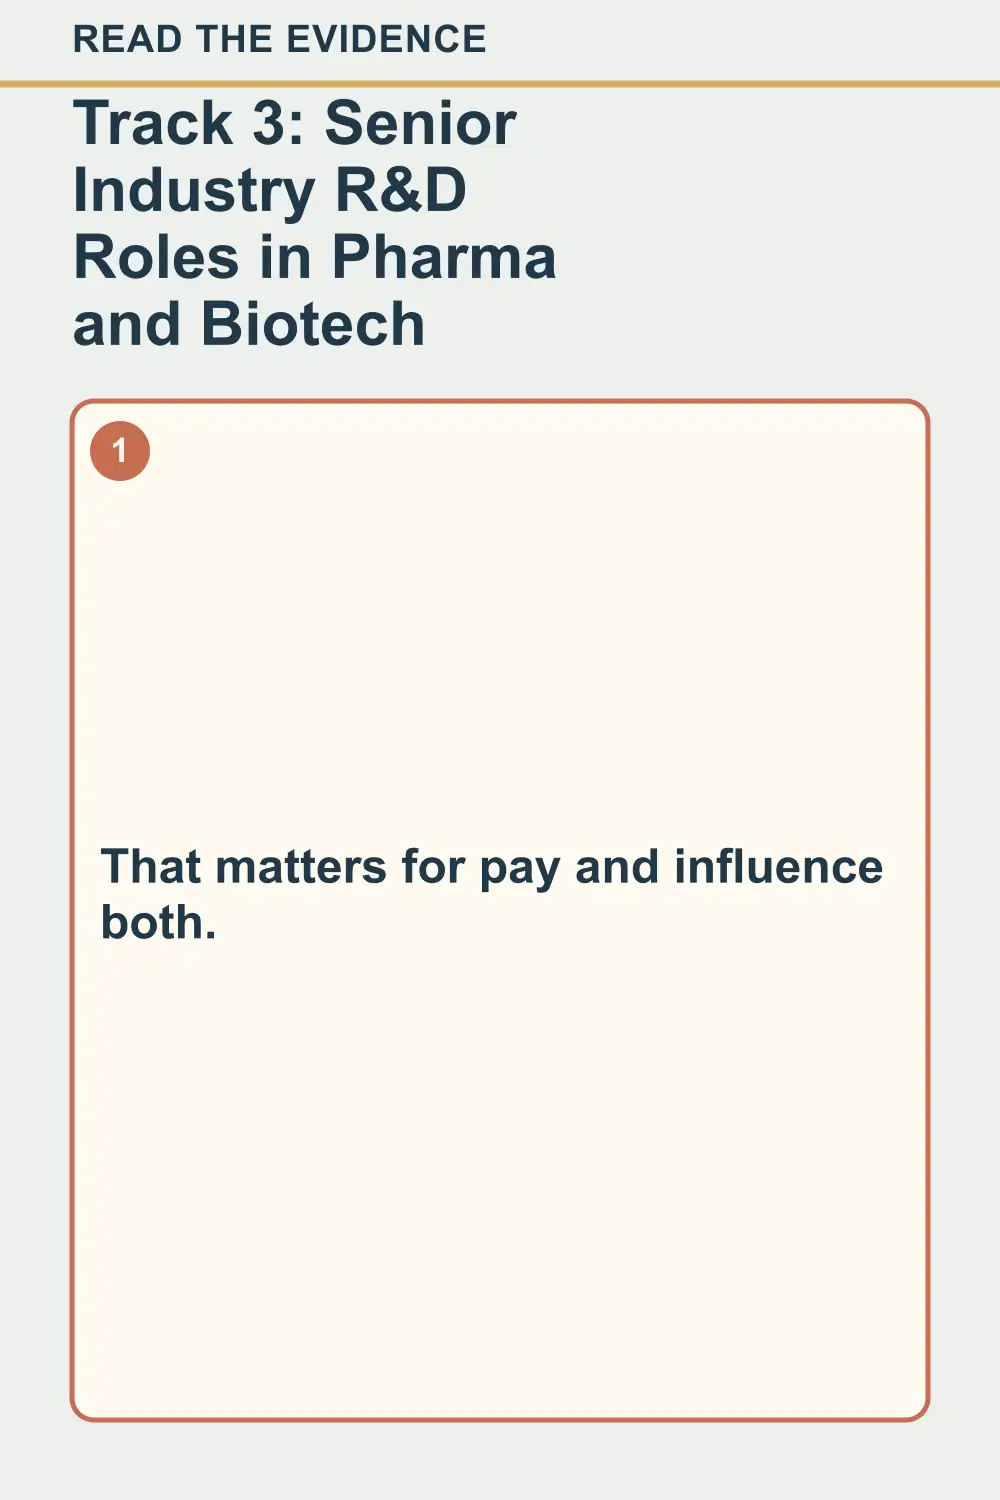 READ THE EVIDENCE
Track 3: Senior
Industry R&D
Roles in Pharma
and Biotech
1
That matters for pay and influence
both.